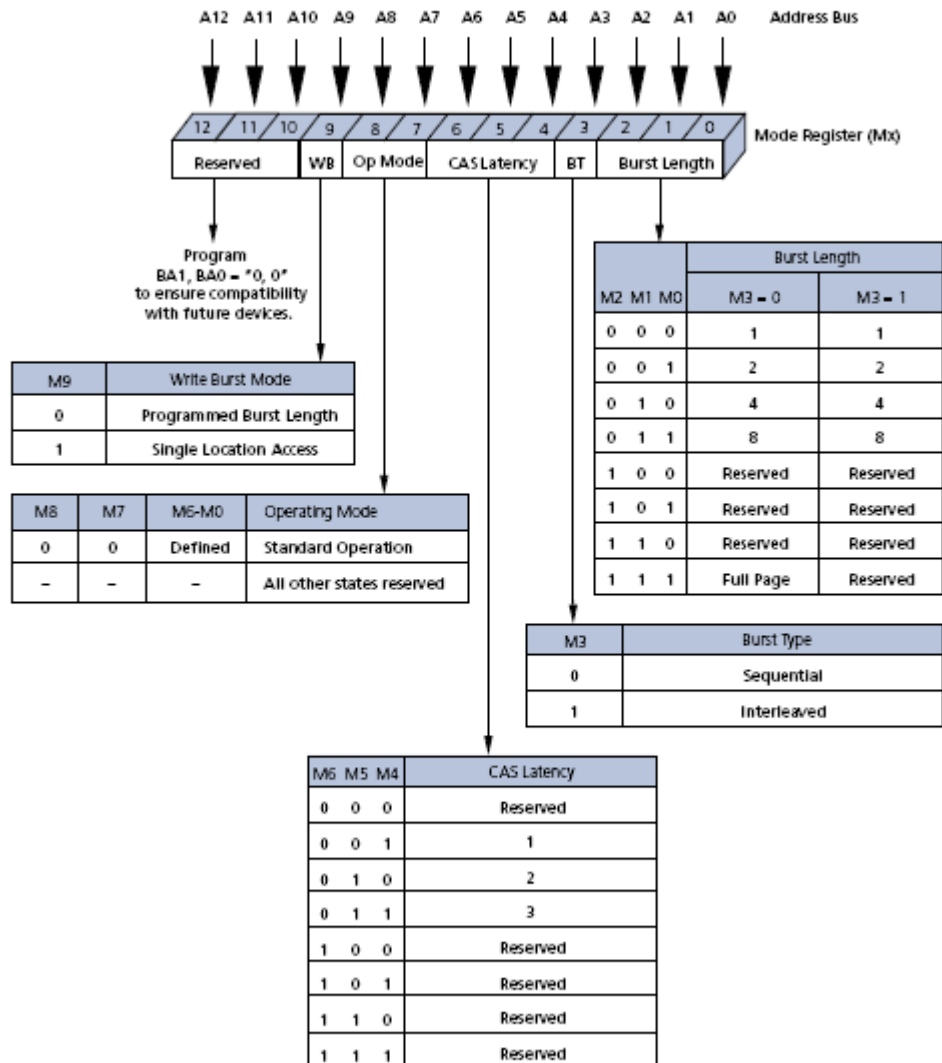 A12 A11 A10 A9 A8 A7 A6 A5 A4 A3 A2 A1 A0 Address Bus
12 11 10 9 8 7 6 5 4 3 2 1 0
Mode Register (Mx)
Reserved WB Op Mode CAS Latency BT Burst Length
Program
BA1, BA0 = "0, 0"
to ensure compatibility
with future devices.
Burst Length
M2 M1 M0 M3 = 0 M3 = 1
0 0 0 1 1
0 0 1 2 2
0 1 0 4 4
0 1 1 8 8
1 0 0 Reserved Reserved
1 0 1 Reserved Reserved
1 1 0 Reserved Reserved
1 1 1 Full Page Reserved
M9 Write Burst Mode
0 Programmed Burst Length
1 Single Location Access
M8 M7 M6-M0 Operating Mode
0 0 Defined Standard Operation
– – – All other states reserved
M3 Burst Type
0 Sequential
1 Interleaved
M6 M5 M4 CAS Latency
0 0 0 Reserved
0 0 1 1
0 1 0 2
0 1 1 3
1 0 0 Reserved
1 0 1 Reserved
1 1 0 Reserved
1 1 1 Reserved